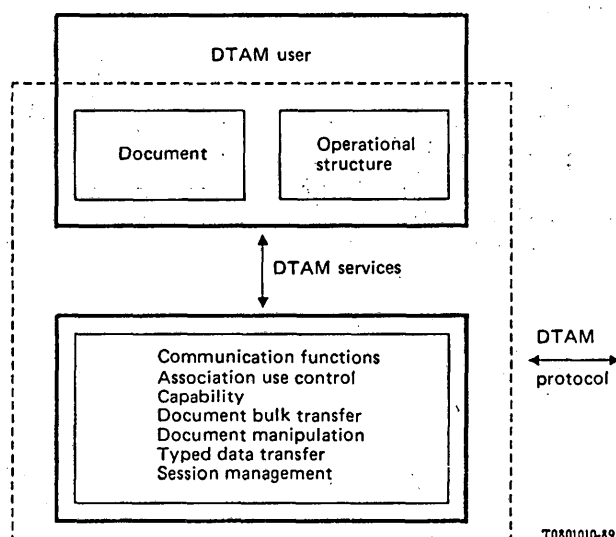 DTAM user
Document
Operational
structure
DTAM services
Communication functions
Association use control
Capability
Document bulk transfer
Document manipulation
Typed data transfer
Session management
DTAM
protocol
T0801010-89